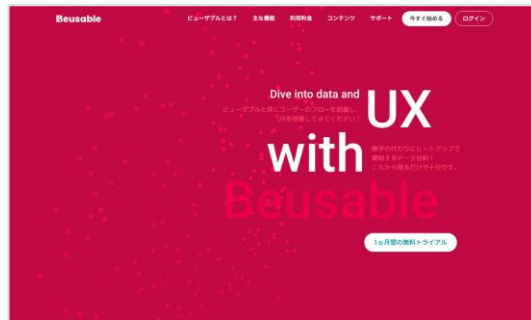 Beusable
ビューザブルとは？ 主な機能 利用料金 コンテンツ サポート 今すぐ始める ログイン
Dive into data and
UX
ビューザブルと共にユーザーのフローを把握し、
UXを改善してみてください！
with
数字の代わりにヒートマップで
開始するデータ分析！
これから見るだけで十分です。
Beusable
1ヵ月間の無料トライアル